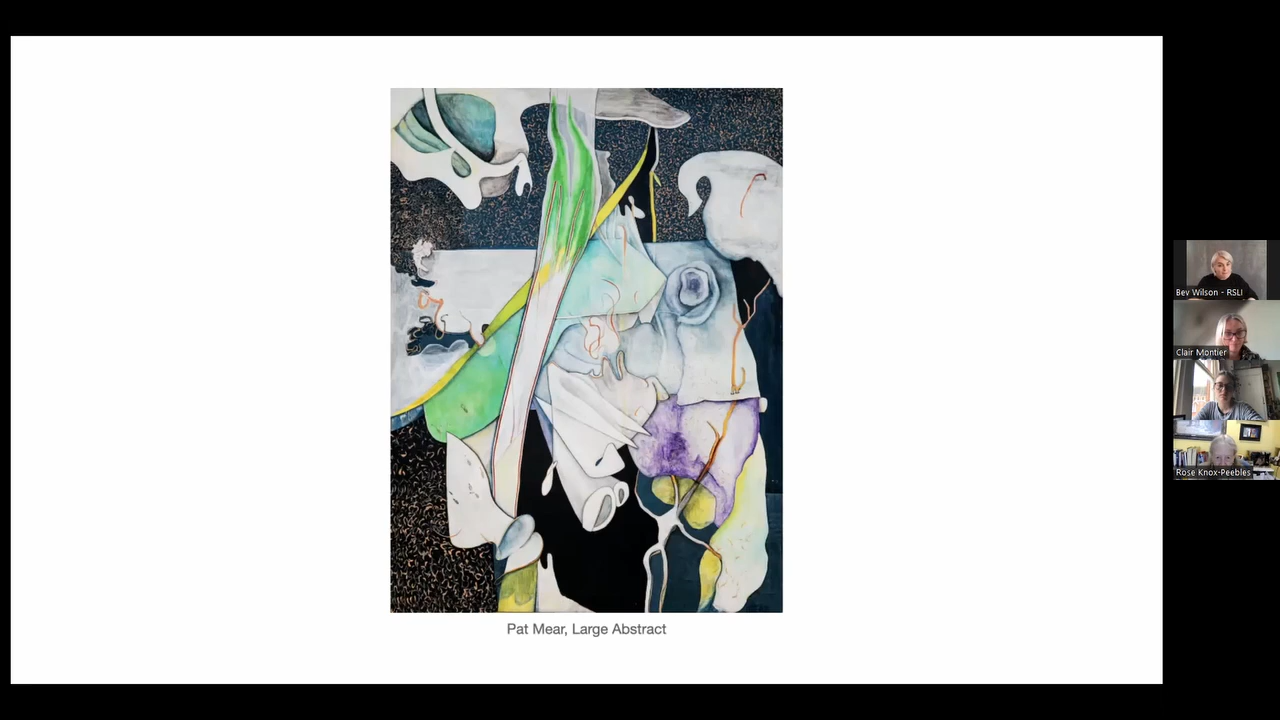 Pat Mear, Large Abstract
Bev Wilson - RSLI
Clair Montier
Rose Knox-Peebles